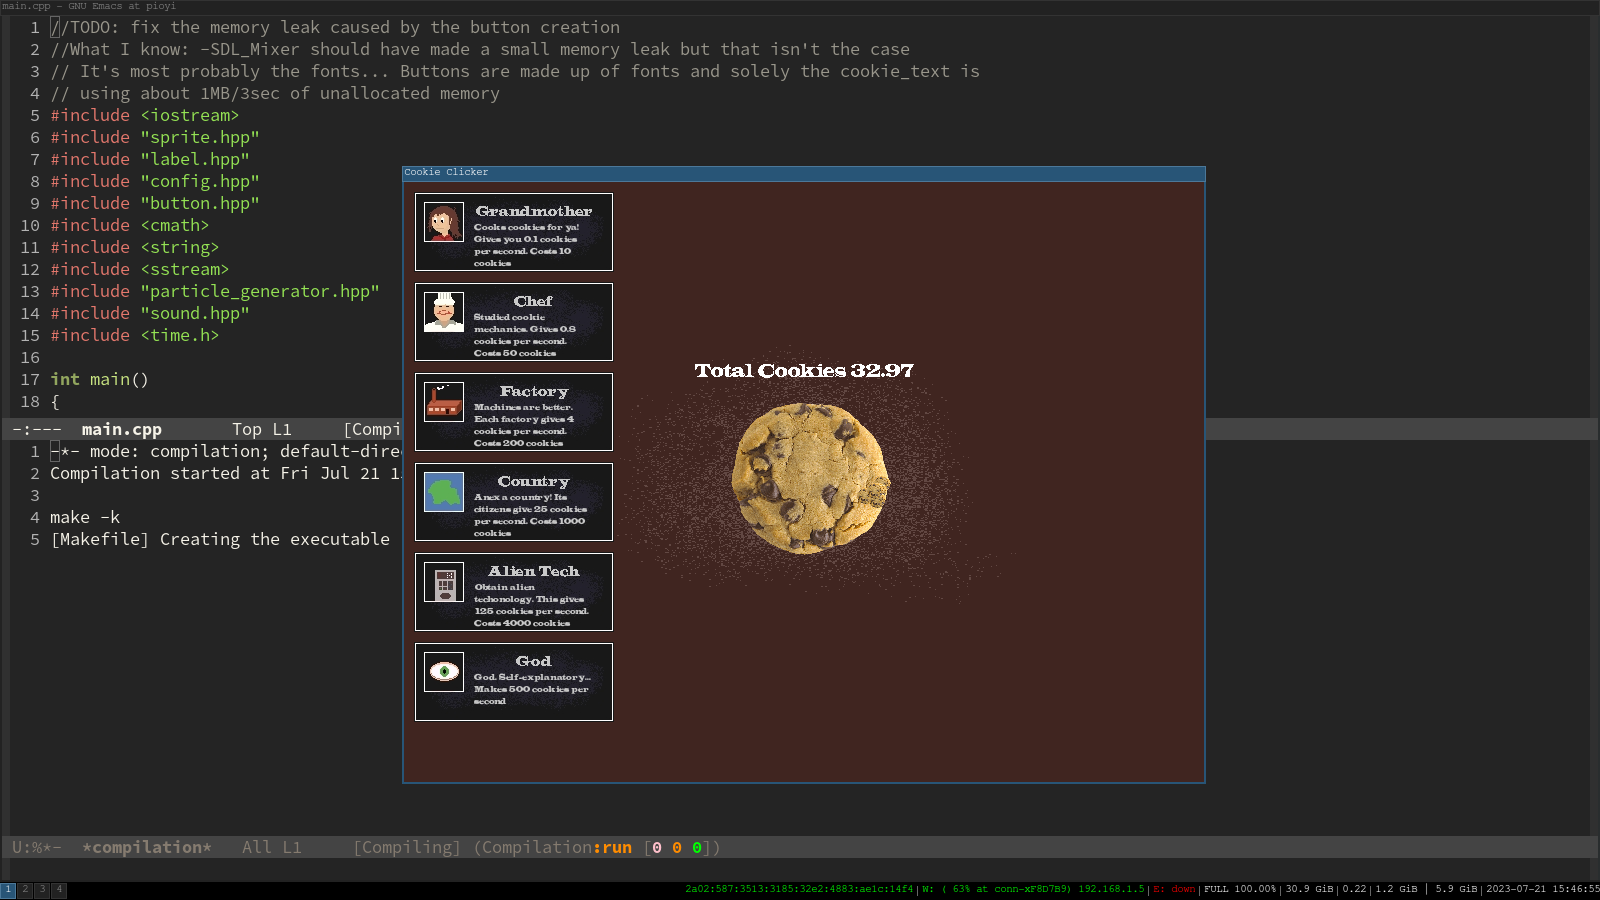 main.cpp - GNU Emacs at pioyi
1 //TODO: fix the memory leak caused by the button creation
2 //What I know: -SDL_Mixer should have made a small memory leak but that isn't the case
3 // It's most probably the fonts... Buttons are made up of fonts and solely the cookie_text is
4 // using about 1MB/3sec of unallocated memory
5 #include <iostream>
6 #include "sprite.hpp"
7 #include "label.hpp"
8 #include "config.hpp"
9 #include "button.hpp"
10 #include <cmath>
11 #include <string>
12 #include <sstream>
13 #include "particle_generator.hpp"
14 #include "sound.hpp"
15 #include <time.h>
16
17 int main()
18 {
-:--- main.cpp Top L1 [Compi
1 -*- mode: compilation; default-dire
2 Compilation started at Fri Jul 21 1
3
4 make -k
5 [Makefile] Creating the executable
U:%*- *compilation* All L1 [Compiling] (Compilation:run [0 0 0])
Cookie Clicker
Grandmother
Cooks cookies for ya!
Gives you 0.1 cookies
per second. Costs 10
cookies
Chef
Studied cookie
mechanics. Gives 0.8
cookies per second.
Costs 50 cookies
Factory
Machines are better.
Each factory gives 4
cookies per second.
Costs 200 cookies
Country
Anex a country! Its
citizens give 25 cookies
per second. Costs 1000
cookies
Alien Tech
Obtain alien
techonology. This gives
125 cookies per second.
Costs 4000 cookies
God
God. Self-explanatory...
Makes 500 cookies per
second
Total Cookies 32.97
1 2 3 4
2a02:587:3513:3185:32e2:4883:ae1c:14f4|W: ( 63% at conn-xF8D7B9) 192.168.1.5|E: down|FULL 100.00%|30.9 GiB|0.22|1.2 GiB | 5.9 GiB|2023-07-21 15:46:55